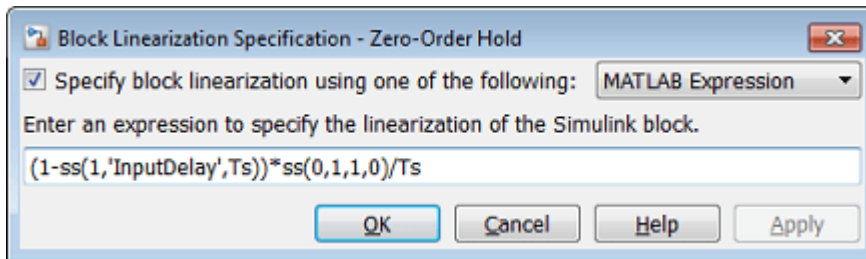 Block Linearization Specification - Zero-Order Hold
Specify block linearization using one of the following: MATLAB Expression
Enter an expression to specify the linearization of the Simulink block.
(1-ss(1,'InputDelay',Ts))*ss(0,1,1,0)/Ts
OK Cancel Help Apply